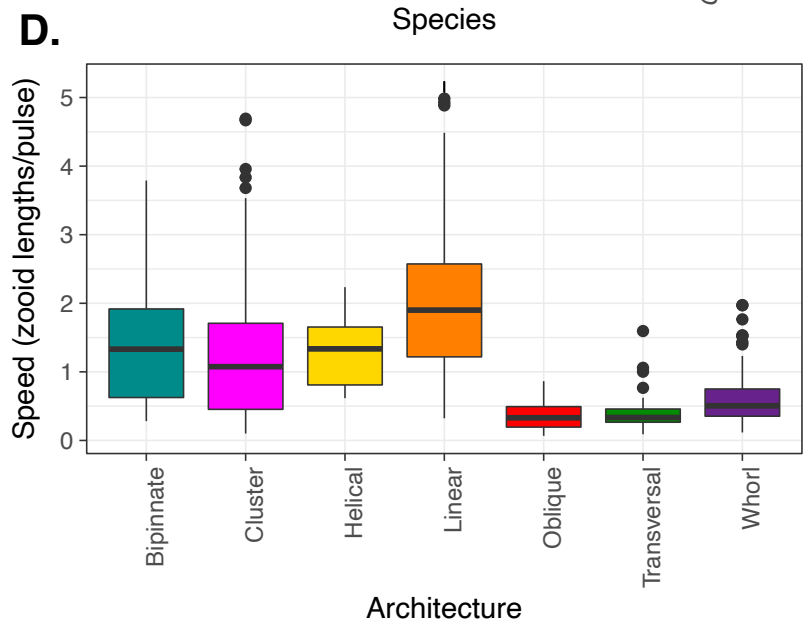 Species
D.
Speed (zooid lengths/pulse)
5
4
3
2
1
0
Bipinnate
Cluster
Helical
Linear
Oblique
Transversal
Whorl
Architecture